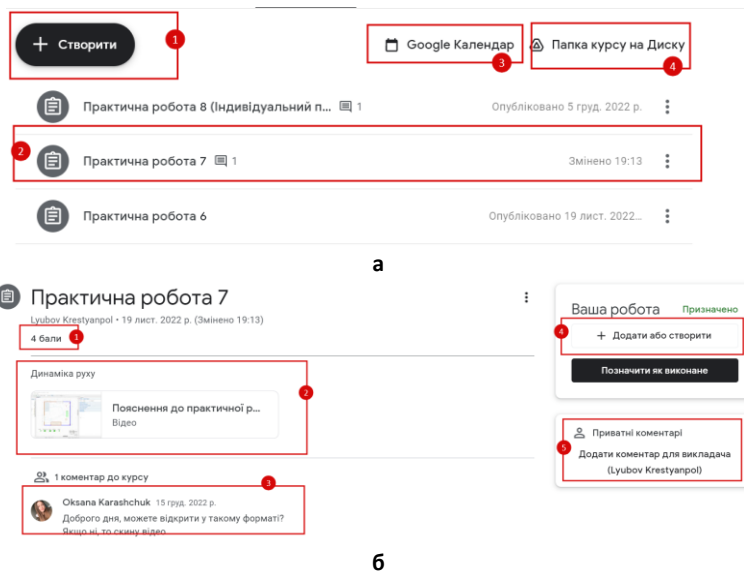 + Створити
1
Google Календар
3
Папка курсу на Диску
4
Практична робота 8 (Індивідуальний п... 1
Опубліковано 5 груд. 2022 р.
2
Практична робота 7 1
Змінено 19:13
Практична робота 6
Опубліковано 19 лист. 2022...
а
Практична робота 7
Lyubov Krestyanpol • 19 лист. 2022 р. (Змінено 19:13)
4 бали
1
Динаміка руху
2
Пояснення до практичної р...
Відео
1 коментар до курсу
3
Oksana Karashchuk 15 груд. 2022 р.
Доброго дня, можете відкрити у такому форматі?
Якщо ні, то скину відео
Ваша робота
Призначено
4
+ Додати або створити
Позначити як виконане
Приватні коментарі
5
Додати коментар для викладача
(Lyubov Krestyanpol)
б